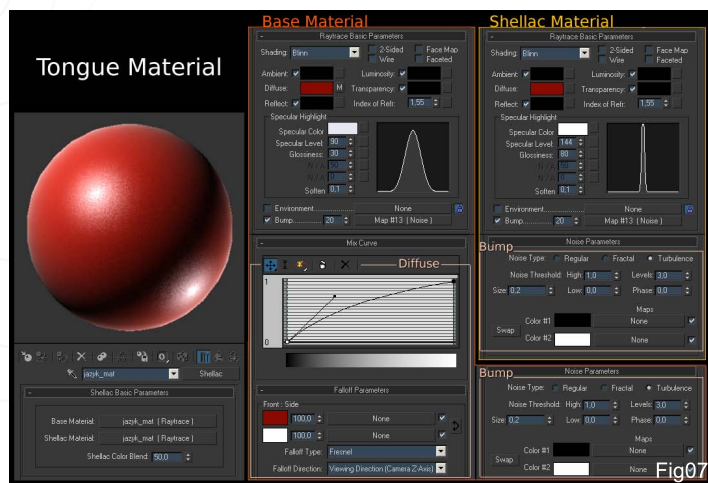 Tongue Material
jazyk_mat Shellac
- Shellac Basic Parameters
Base Material: jazyk_mat ( Raytrace )
Shellac Material: jazyk_mat ( Raytrace )
Shellac Color Blend: 50,0
Base Material
- Raytrace Basic Parameters
Shading: Blinn 2-Sided Face Map
Wire Faceted
Ambient: Luminosity:
Diffuse: M Transparency:
Reflect: Index of Refr: 1,55
Specular Highlight
Specular Color
Specular Level: 90
Glossiness: 30
N / A
N / A
Soften 0,1
Environment.................... None
Bump............ 20 Map #13 ( Noise )
- Mix Curve
Diffuse
1
0
- Falloff Parameters
Front : Side
100,0 None
100,0 None
Falloff Type: Fresnel
Falloff Direction: Viewing Direction (Camera Z-Axis)
Shellac Material
- Raytrace Basic Parameters
Shading: Blinn 2-Sided Face Map
Wire Faceted
Ambient: Luminosity:
Diffuse: Transparency:
Reflect: Index of Refr: 1,55
Specular Highlight
Specular Color
Specular Level: 144
Glossiness: 80
N / A
N / A
Soften 0,1
Environment.................... None
Bump............ 20 Map #13 ( Noise )
Bump
Noise Parameters
Noise Type: Regular Fractal Turbulence
Noise Threshold: High: 1,0 Levels: 3,0
Size: 0,2 Low: 0,0 Phase: 0,0
Maps
Color #1 None
Swap
Color #2 None
Bump
Noise Parameters
Noise Type: Regular Fractal Turbulence
Noise Threshold: High: 1,0 Levels: 3,0
Size: 0,2 Low: 0,0 Phase: 0,0
Maps
Color #1 None
Swap
Color #2 None
Fig07